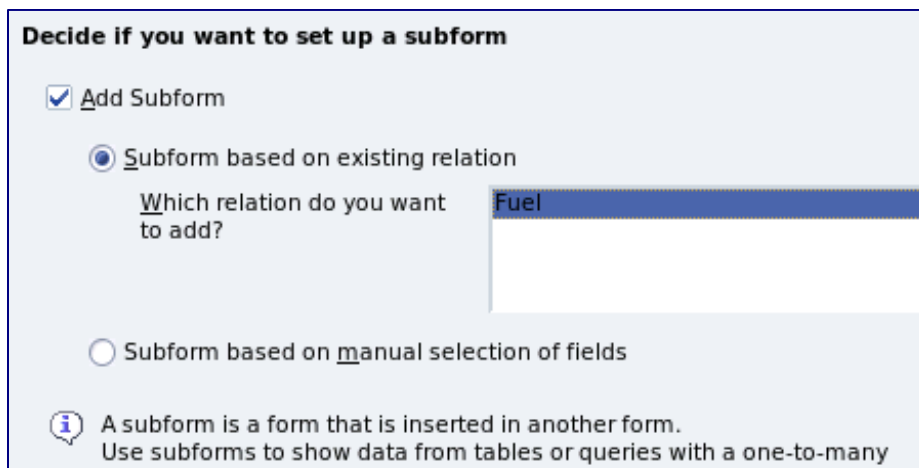 Decide if you want to set up a subform
Add Subform
Subform based on existing relation
Which relation do you want
to add?
Fuel
Subform based on manual selection of fields
A subform is a form that is inserted in another form.
Use subforms to show data from tables or queries with a one-to-many